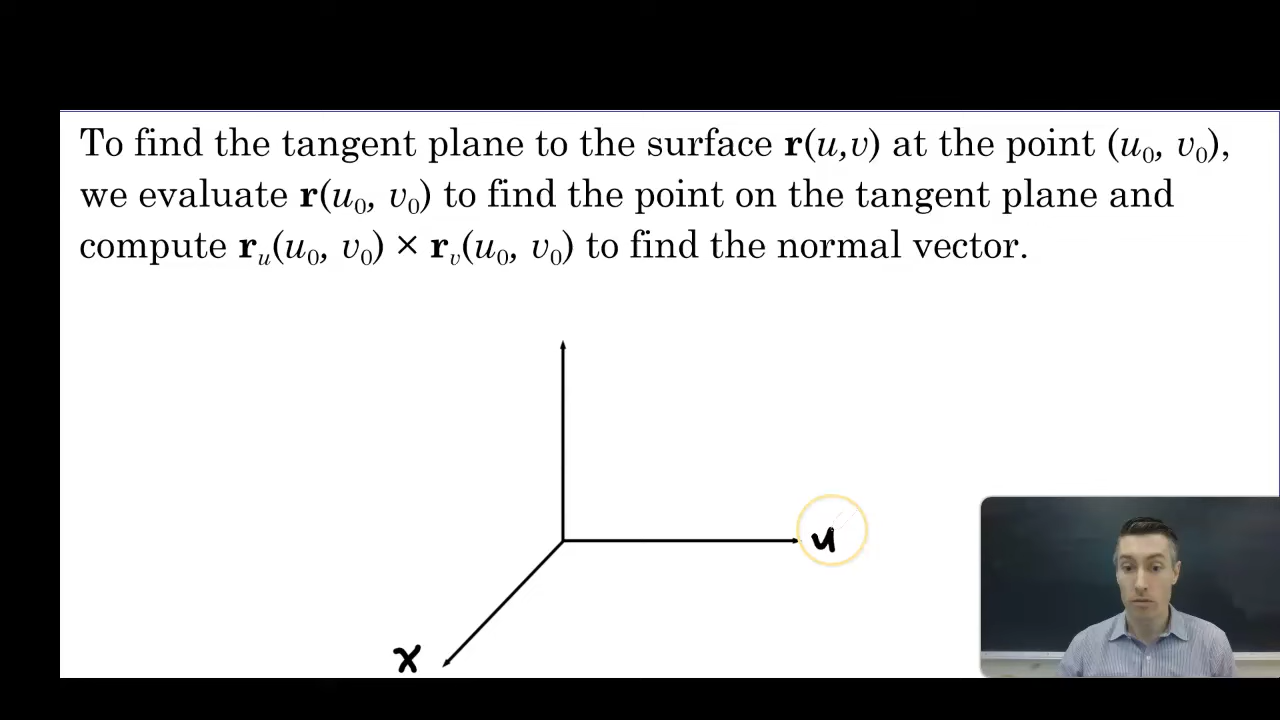 To find the tangent plane to the surface r(u,v) at the point (u₀, v₀),
we evaluate r(u₀, v₀) to find the point on the tangent plane and
compute rᵤ(u₀, v₀) × rᵥ(u₀, v₀) to find the normal vector.
u
x